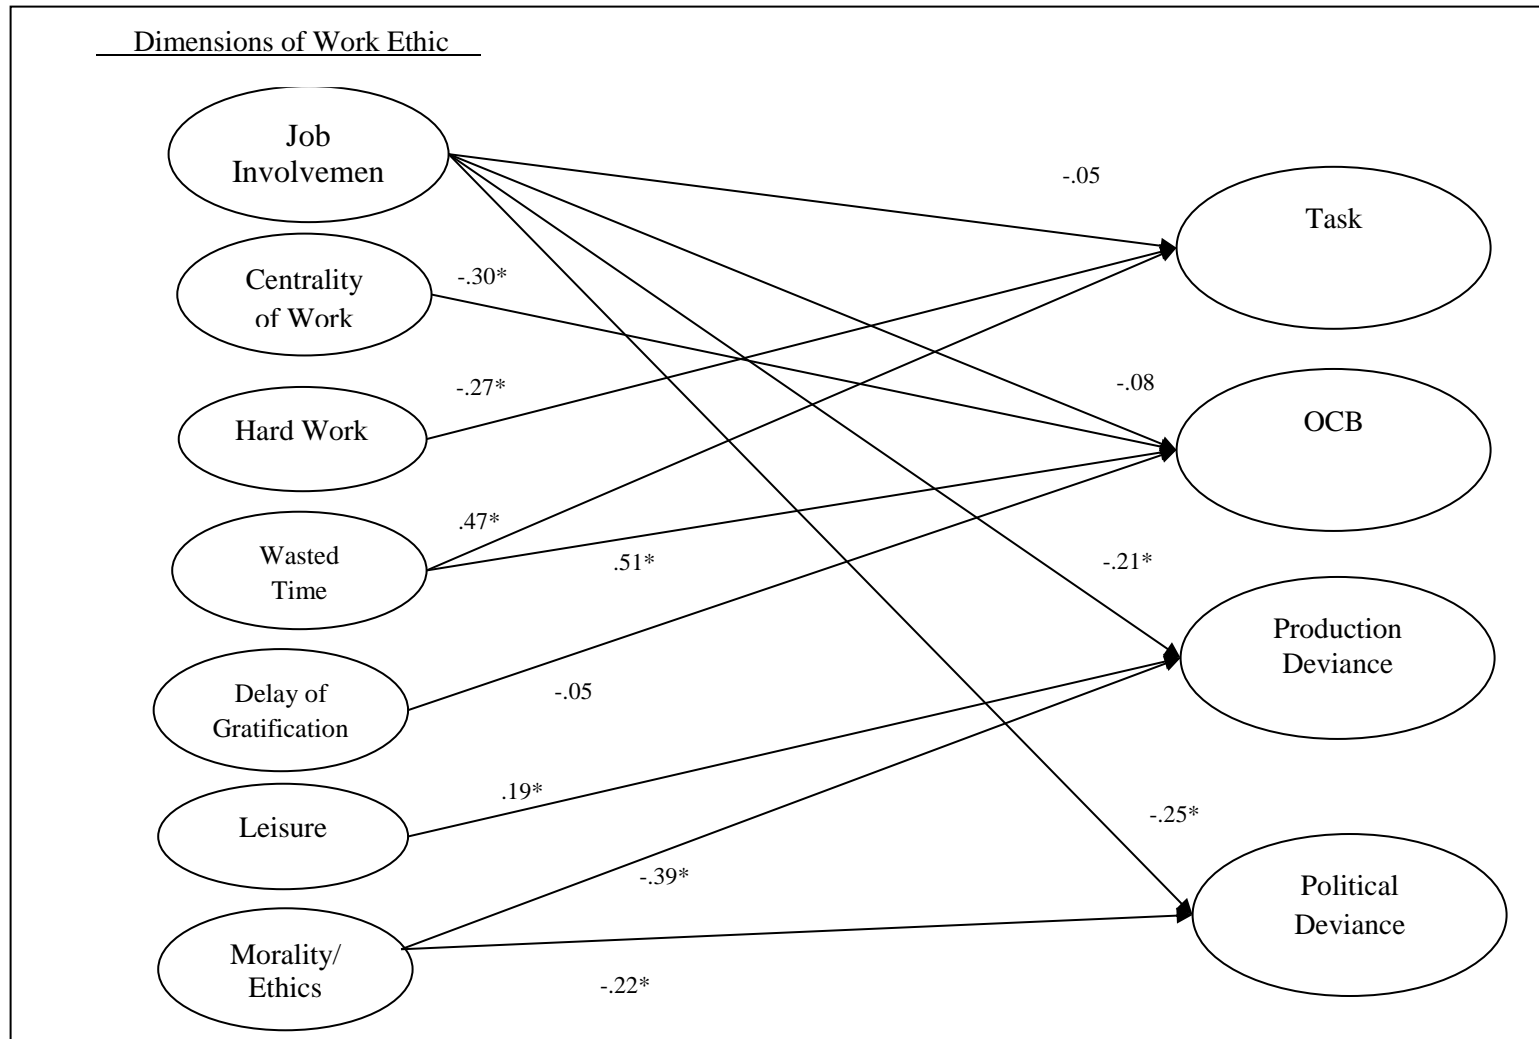 Dimensions of Work Ethic
Job
Involvemen
-.05
Task
Centrality
of Work
-.30*
Hard Work
-.27*
-.08
OCB
Wasted
Time
.47*
.51*
-.21*
Production
Deviance
Delay of
Gratification
-.05
Leisure
.19*
-.25*
-.39*
Political
Deviance
Morality/
Ethics
-.22*